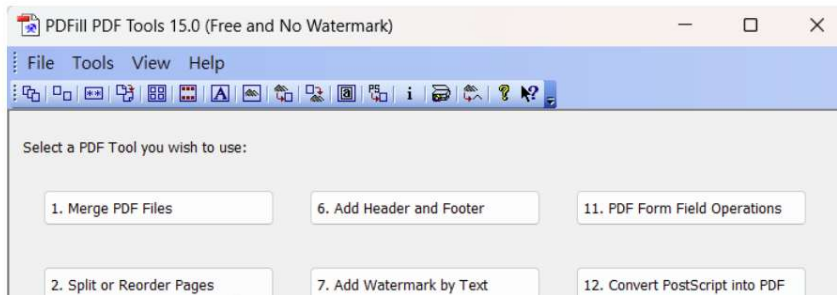 PDFill PDF Tools 15.0 (Free and No Watermark)
File Tools View Help
Select a PDF Tool you wish to use:
1. Merge PDF Files 6. Add Header and Footer 11. PDF Form Field Operations
2. Split or Reorder Pages 7. Add Watermark by Text 12. Convert PostScript into PDF